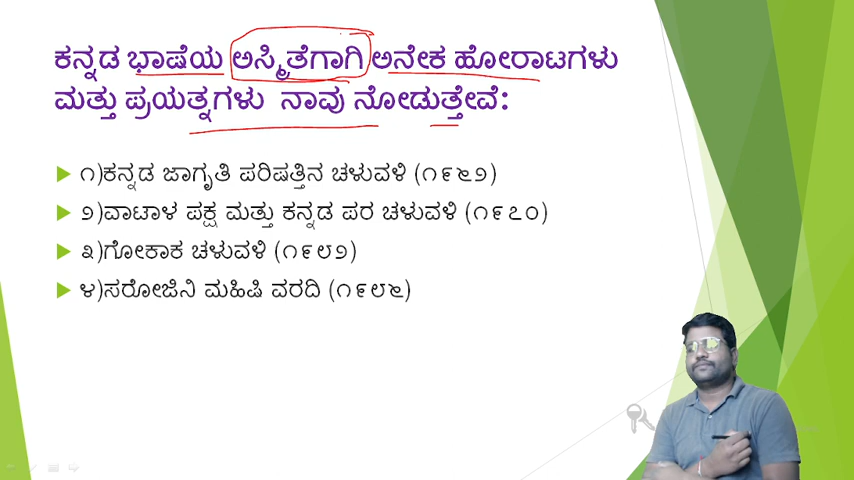 ಕನ್ನಡ ಭಾಷೆಯ ಅಸ್ಮಿತೆಗಾಗಿ ಅನೇಕ ಹೋರಾಟಗಳು
ಮತ್ತು ಪ್ರಯತ್ನಗಳು ನಾವು ನೋಡುತ್ತೇವೆ:
೧)ಕನ್ನಡ ಜಾಗೃತಿ ಪರಿಷತ್ತಿನ ಚಳುವಳಿ (೧೯೬೨)
೨)ವಾಟಾಳ ಪಕ್ಷ ಮತ್ತು ಕನ್ನಡ ಪರ ಚಳುವಳಿ (೧೯೭೦)
೩)ಗೋಕಾಕ ಚಳುವಳಿ (೧೯೮೨)
೪)ಸರೋಜಿನಿ ಮಹಿಷಿ ವರದಿ (೧೯೮೬)